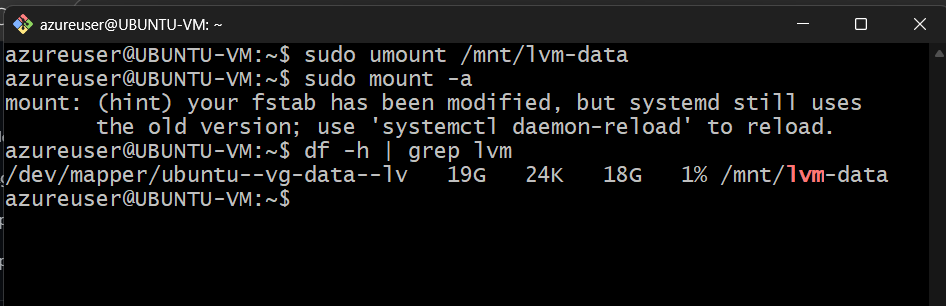 azureuser@UBUNTU-VM: ~
azureuser@UBUNTU-VM:~$ sudo umount /mnt/lvm-data
azureuser@UBUNTU-VM:~$ sudo mount -a
mount: (hint) your fstab has been modified, but systemd still uses
       the old version; use 'systemctl daemon-reload' to reload.
azureuser@UBUNTU-VM:~$ df -h | grep lvm
/dev/mapper/ubuntu--vg-data--lv   19G   24K   18G   1% /mnt/lvm-data
azureuser@UBUNTU-VM:~$